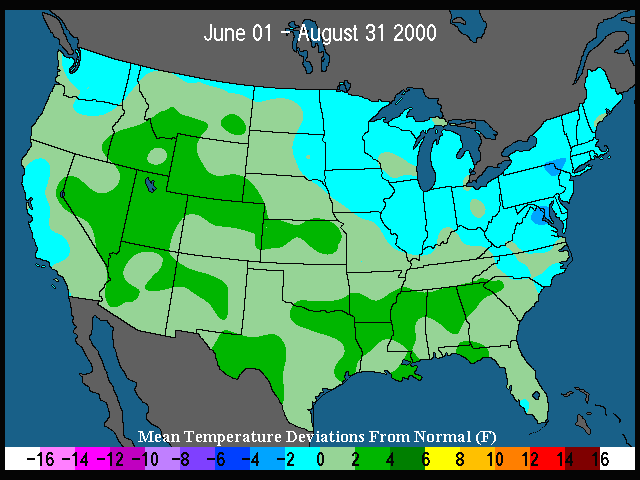 June 01 - August 31 2000
Mean Temperature Deviations From Normal (F)
-16 -14 -12 -10 -8 -6 -4 -2 0 2 4 6 8 10 12 14 16